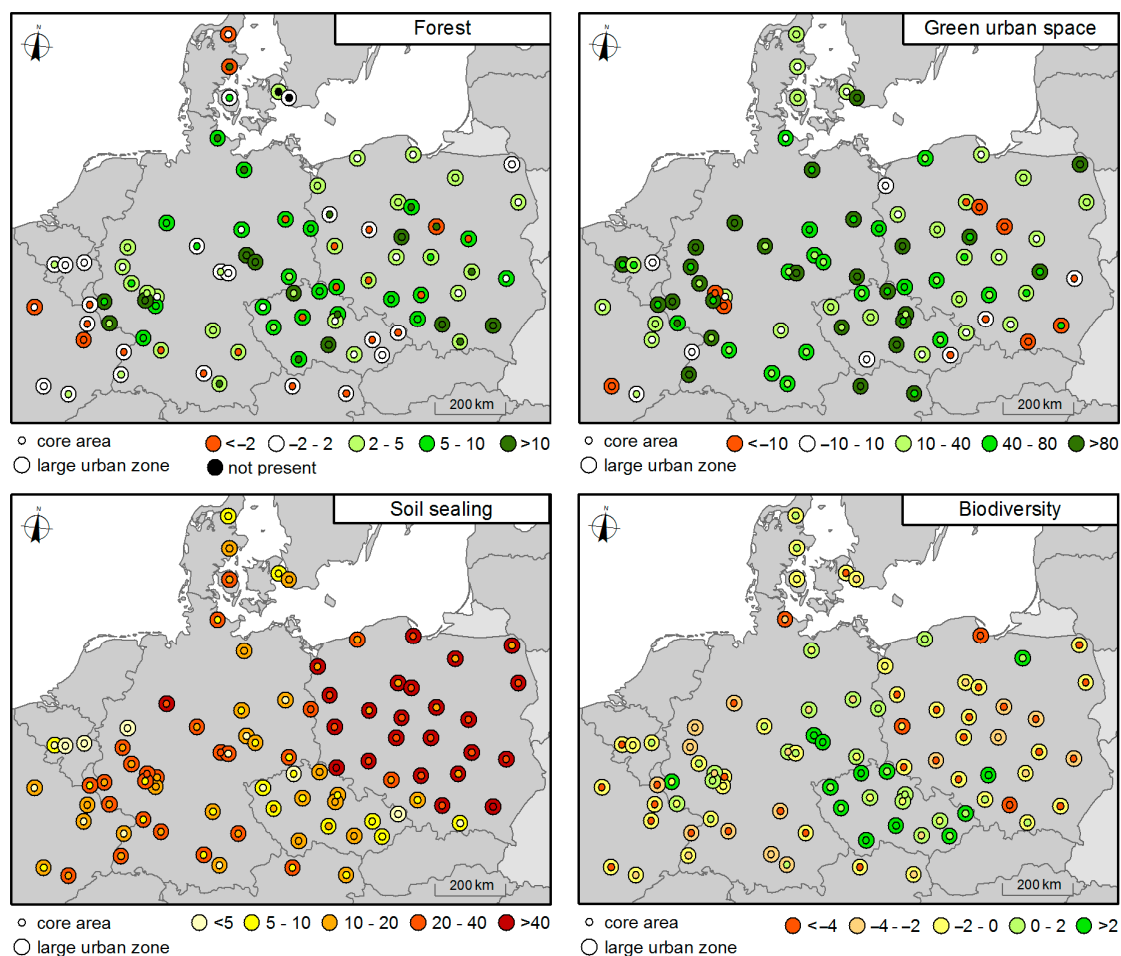 Forest
N
200 km
core area
<–2
–2 - 2
2 - 5
5 - 10
>10
large urban zone
not present
Green urban space
N
200 km
core area
<–10
–10 - 10
10 - 40
40 - 80
>80
large urban zone
Soil sealing
N
200 km
core area
<5
5 - 10
10 - 20
20 - 40
>40
large urban zone
Biodiversity
N
200 km
core area
<–4
–4 - –2
–2 - 0
0 - 2
>2
large urban zone